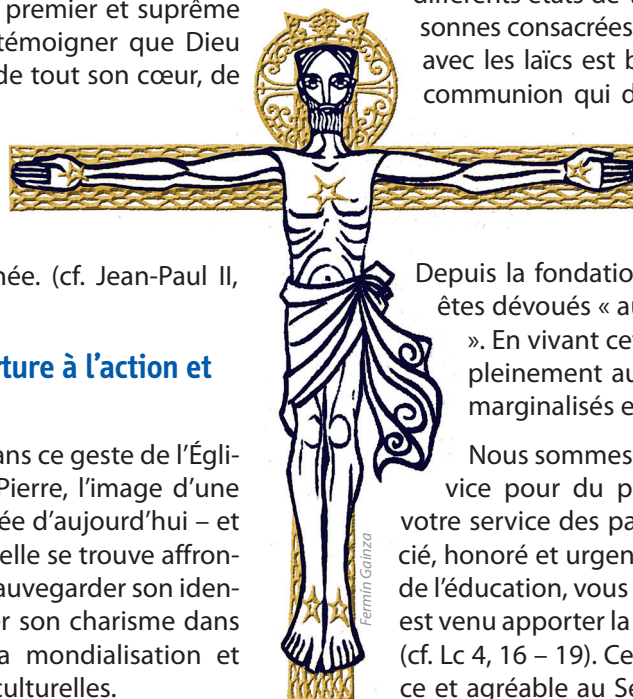 premier et suprême
témoigner que Dieu
de tout son cœur, de
née. (cf. Jean-Paul II,
rture à l’action et
ans ce geste de l’Égli-
Pierre, l’image d’une
ée d’aujourd’hui – et
elle se trouve affron-
auvegarder son iden-
er son charisme dans
a mondialisation et
culturelles.
sonnes consacrées
avec les laïcs est b
communion qui d
Depuis la fondatio
êtes dévoués « au
». En vivant ce
pleinement au
marginalisés e
Nous sommes
vice pour du p
votre service des pa
cié, honoré et urgen
de l’éducation, vous
est venu apporter la
(cf. Lc 4, 16 – 19). Ce
ce et agréable au Se
Fermín Gainza